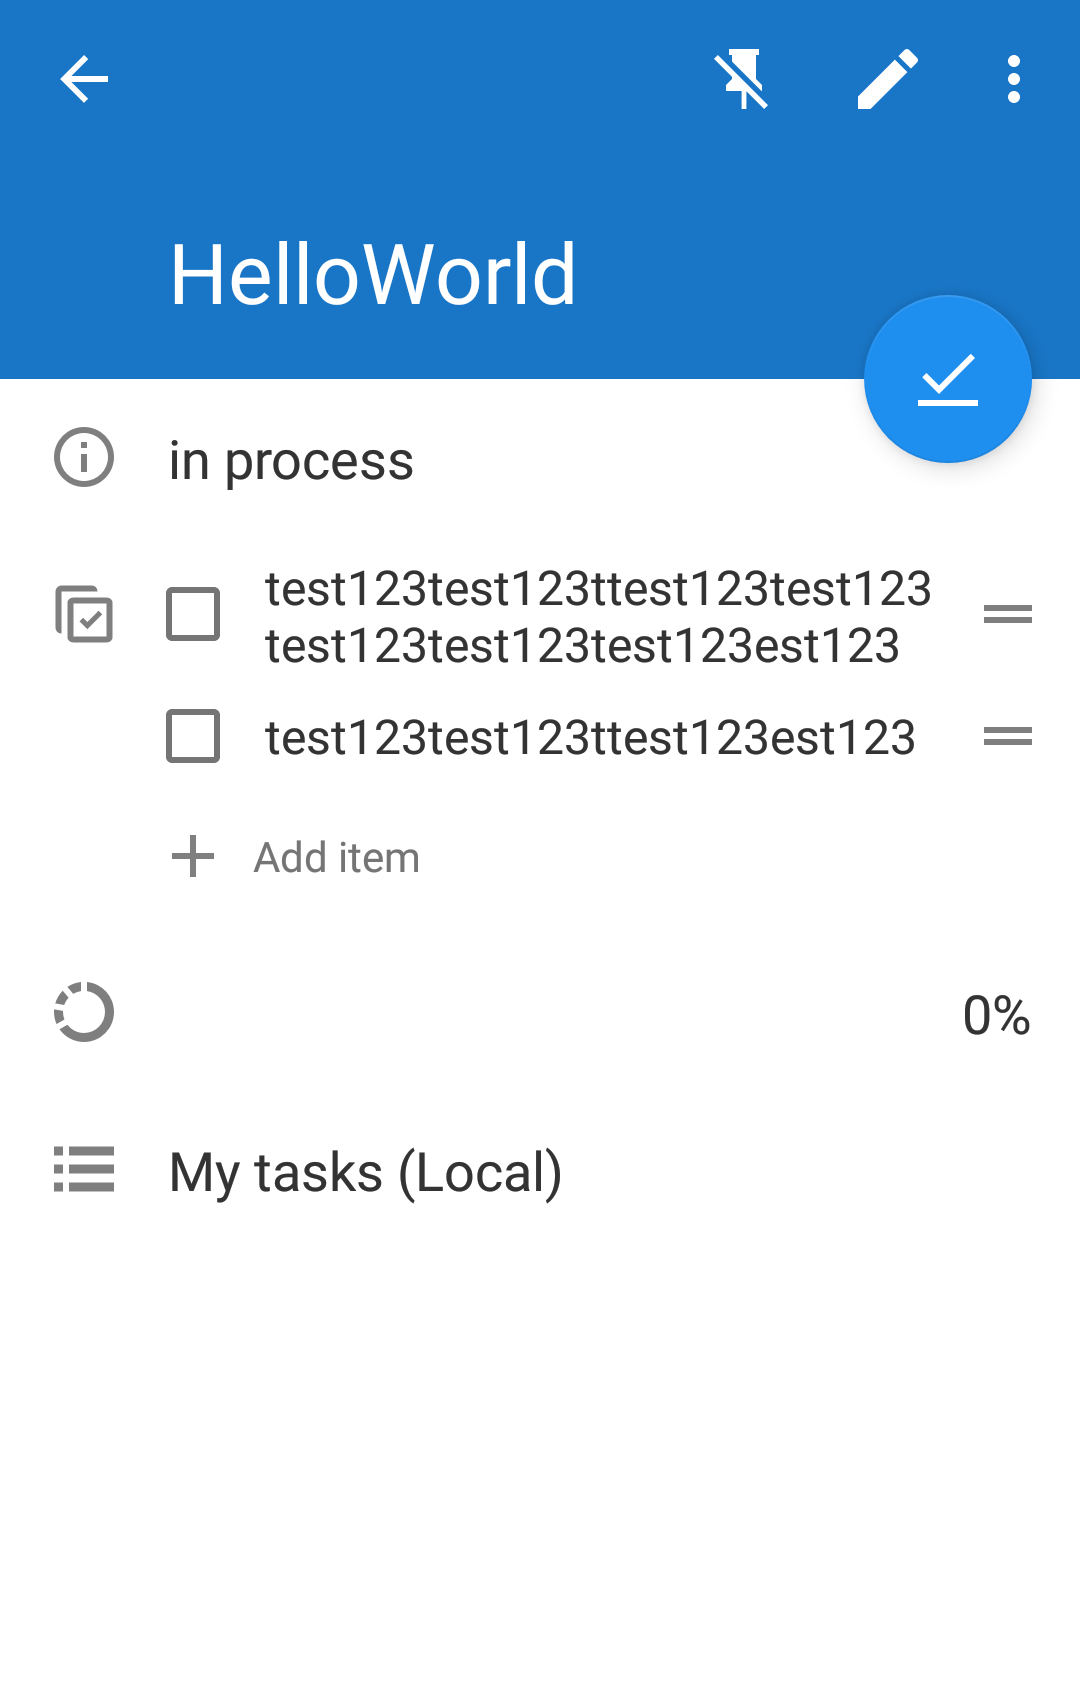 HelloWorld
in process
test123test123ttest123test123
test123test123test123est123
test123test123ttest123est123
Add item
0%
My tasks (Local)